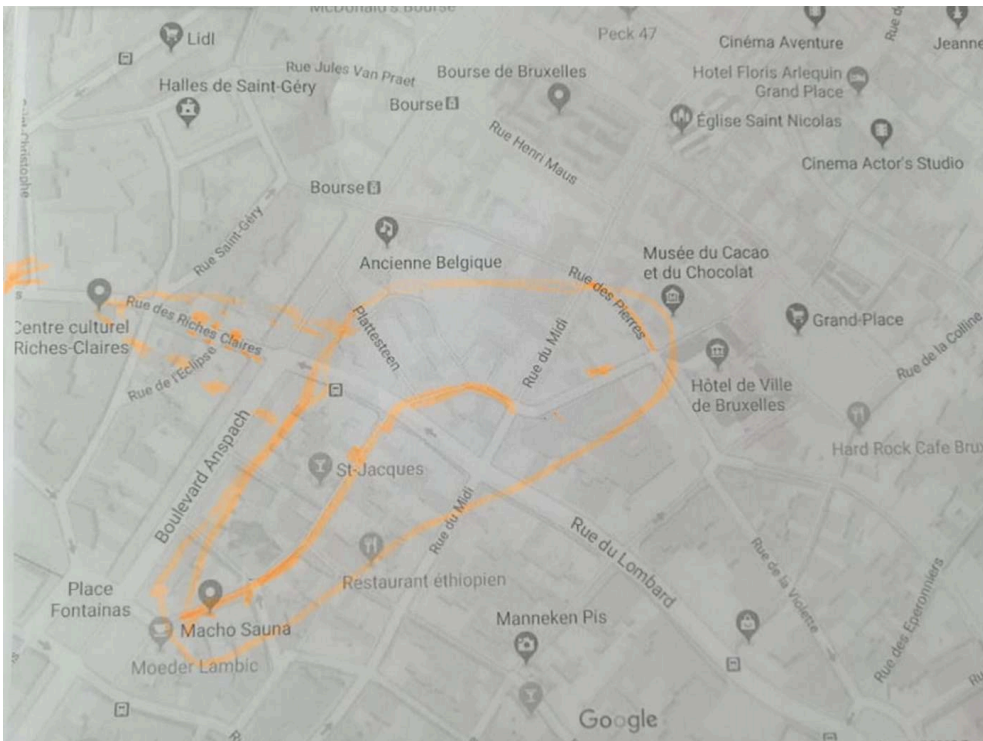 McDonald's Bourse
Peck 47
Cinéma Aventure
Jeanne
Lidl
Rue Jules Van Praet
Bourse de Bruxelles
Hotel Floris Arlequin
Grand Place
Halles de Saint-Géry
Bourse
Rue Henri Maus
Église Saint Nicolas
Cinema Actor's Studio
Bourse
Rue Saint-Géry
Ancienne Belgique
Musée du Cacao
et du Chocolat
Rue des Pierres
Centre culturel
Riches-Claires
Rue des Riches Claires
Plattesteen
Rue du Midi
Grand-Place
Rue de la Colline
Rue de l'Eclipse
Hôtel de Ville
de Bruxelles
Boulevard Anspach
St-Jacques
Hard Rock Cafe Brux
Rue du Midi
Rue du Lombard
Restaurant éthiopien
Rue de la Violette
Rue des Eperonniers
Place
Fontainas
Macho Sauna
Manneken Pis
Moeder Lambic
Google